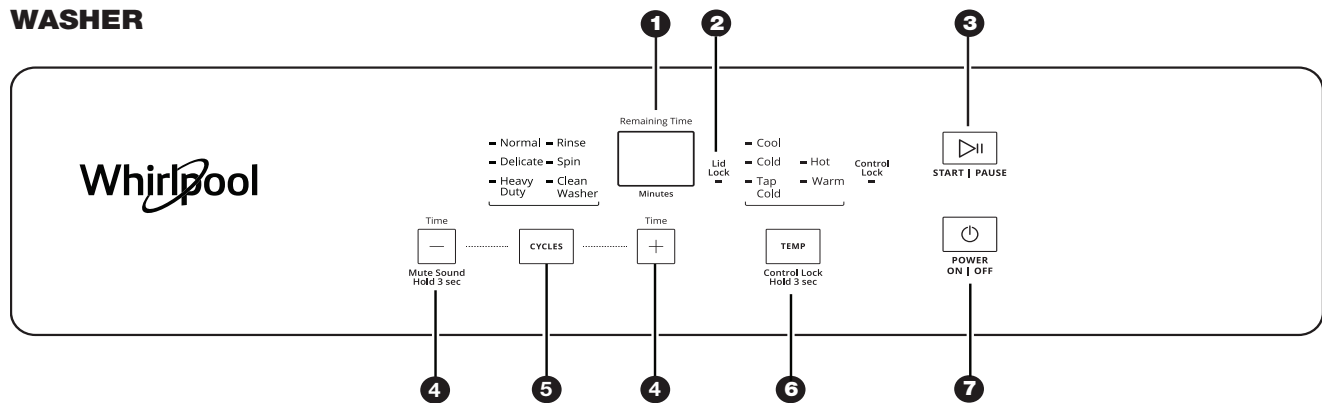 WASHER
1 2 3
Remaining Time
Minutes
Normal Rinse
Delicate Spin
Heavy Duty
Clean Washer
Lid
Lock
Cool
Cold Hot
Tap Cold
Warm
Control
Lock
START | PAUSE
Whirlpool
Time
—
Mute Sound
Hold 3 sec
CYCLES
Time
+
TEMP
Control Lock
Hold 3 sec
POWER
ON | OFF
4 5 4 6 7